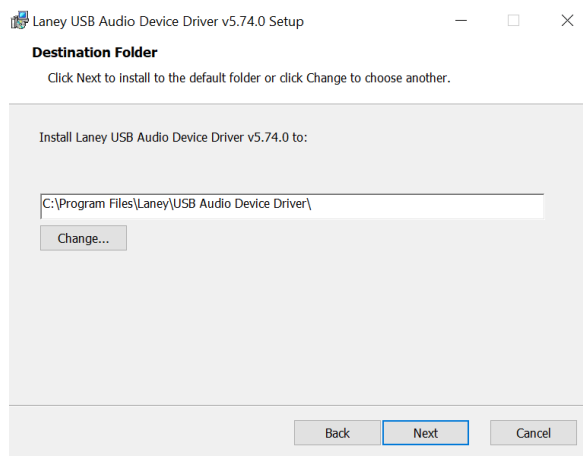 Laney USB Audio Device Driver v5.74.0 Setup
Destination Folder
Click Next to install to the default folder or click Change to choose another.
Install Laney USB Audio Device Driver v5.74.0 to:
C:\Program Files\Laney\USB Audio Device Driver\
Change...
Back Next Cancel